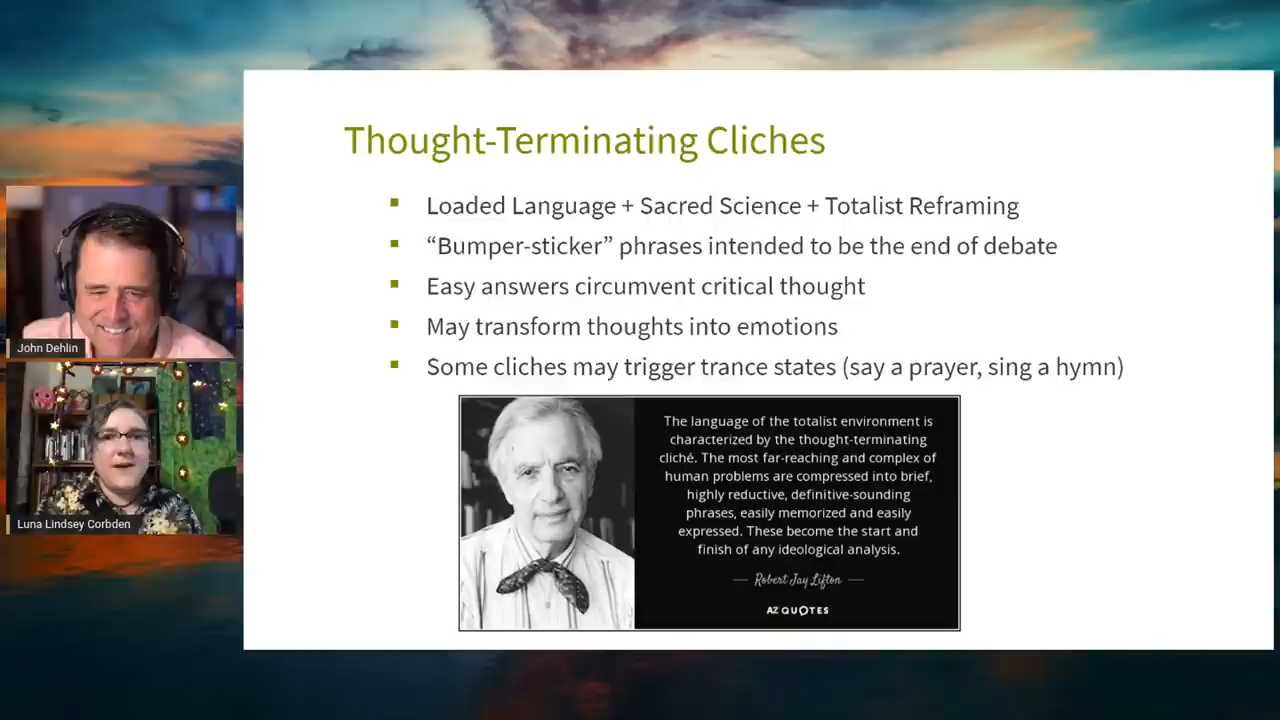 Thought-Terminating Cliches
Loaded Language + Sacred Science + Totalist Reframing
“Bumper-sticker” phrases intended to be the end of debate
Easy answers circumvent critical thought
May transform thoughts into emotions
Some cliches may trigger trance states (say a prayer, sing a hymn)
The language of the totalist environment is
characterized by the thought-terminating
cliché. The most far-reaching and complex of
human problems are compressed into brief,
highly reductive, definitive-sounding
phrases, easily memorized and easily
expressed. These become the start and
finish of any ideological analysis.
— Robert Jay Lifton —
AZ QUOTES
John Dehlin
Luna Lindsey Corbden